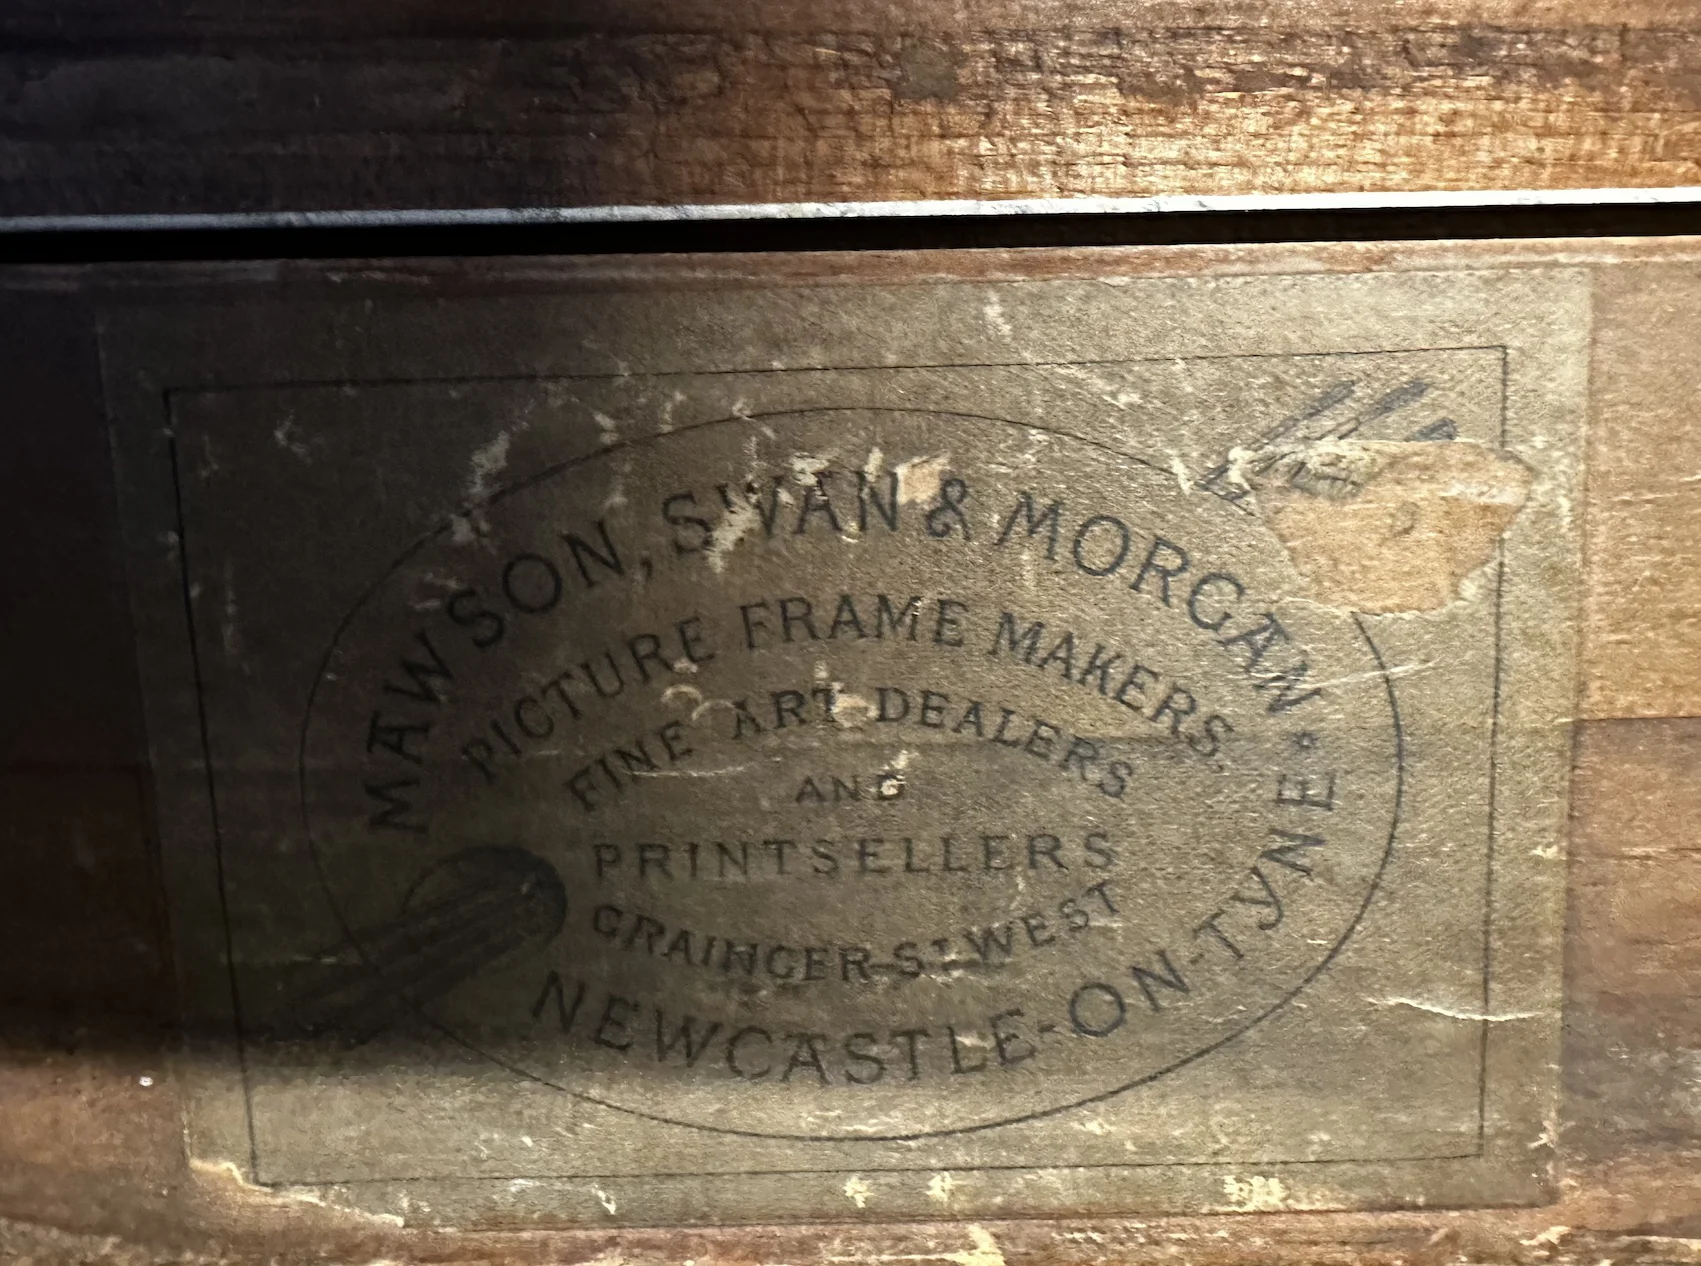 MAWSON, SWAN & MORGAN
PICTURE FRAME MAKERS.
FINE ART DEALERS
AND
PRINTSELLERS
GRAINGER ST WEST
NEWCASTLE-ON-TYNE